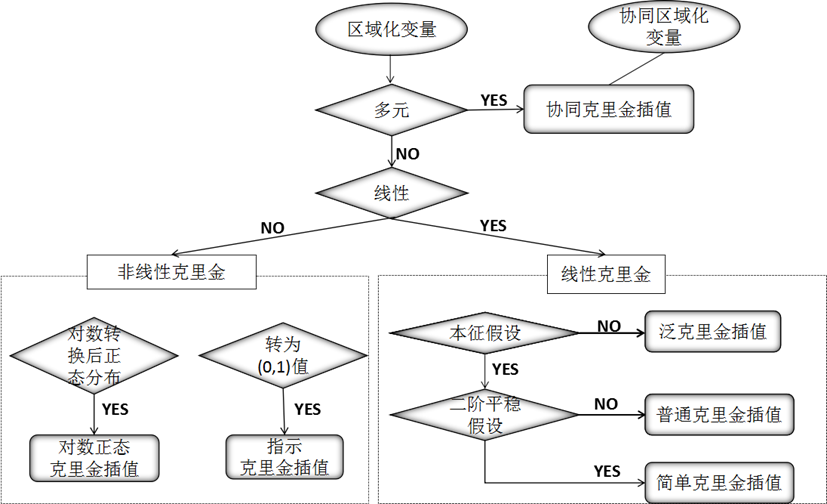 区域化变量
协同区域化
变量
多元
YES
协同克里金插值
NO
线性
NO
YES
非线性克里金
线性克里金
对数转
换后正
态分布
转为
(0,1)值
YES
YES
对数正态
克里金插值
指示
克里金插值
本征假设
NO
泛克里金插值
YES
二阶平稳
假设
NO
普通克里金插值
YES
简单克里金插值